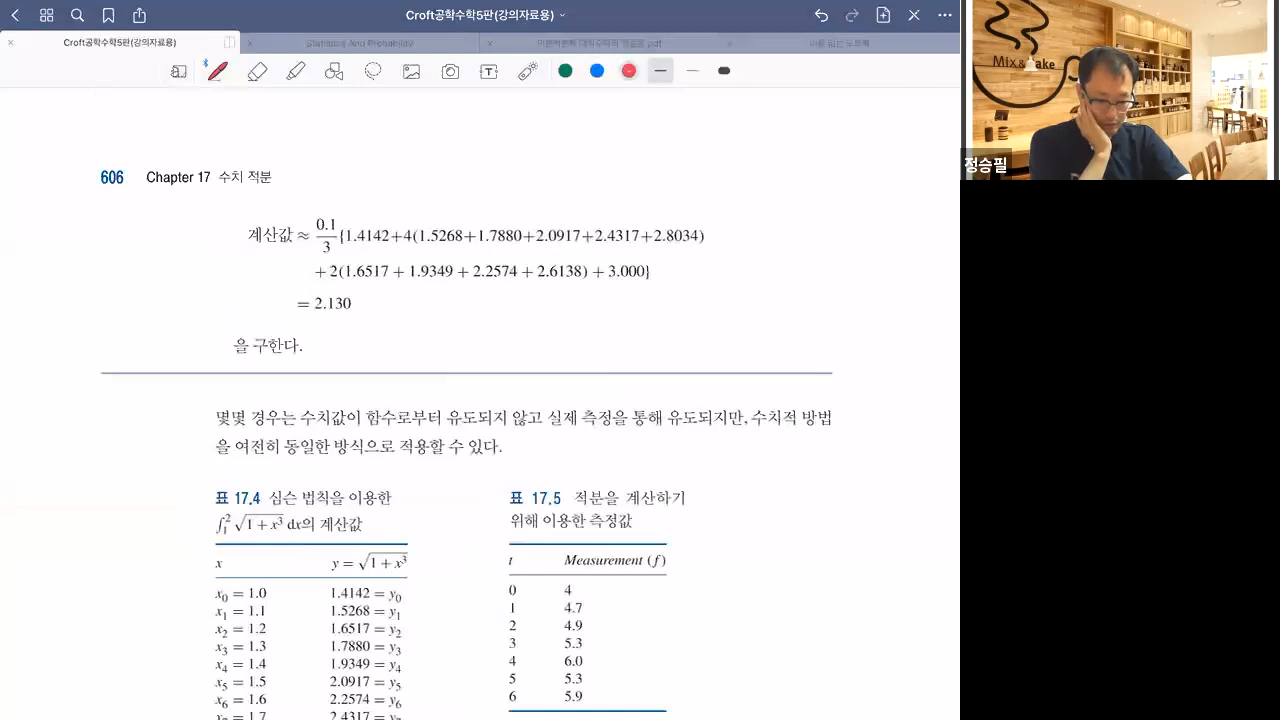 Croft공학수학5판(강의자료용)
Croft공학수학5판(강의자료용)
Statistics And Probability
606 Chapter 17 수치 적분
계산값 ≈ 0.1/3 {1.4142+4(1.5268+1.7880+2.0917+2.4317+2.8034)
+ 2(1.6517 + 1.9349 + 2.2574 + 2.6138) + 3.000}
= 2.130
을 구한다.
몇몇 경우는 수치값이 함수로부터 유도되지 않고 실제 측정을 통해 유도되지만, 수치적 방법
을 여전히 동일한 방식으로 적용할 수 있다.
표 17.4 심슨 법칙을 이용한
∫₁² √(1+x³) dx의 계산값
x y = √(1+x³)
x₀ = 1.0 1.4142 = y₀
x₁ = 1.1 1.5268 = y₁
x₂ = 1.2 1.6517 = y₂
x₃ = 1.3 1.7880 = y₃
x₄ = 1.4 1.9349 = y₄
x₅ = 1.5 2.0917 = y₅
x₆ = 1.6 2.2574 = y₆
1.7 2.4317
표 17.5 적분을 계산하기
위해 이용한 측정값
t Measurement (f)
0 4
1 4.7
2 4.9
3 5.3
4 6.0
5 5.3
6 5.9
Mix&
정승필